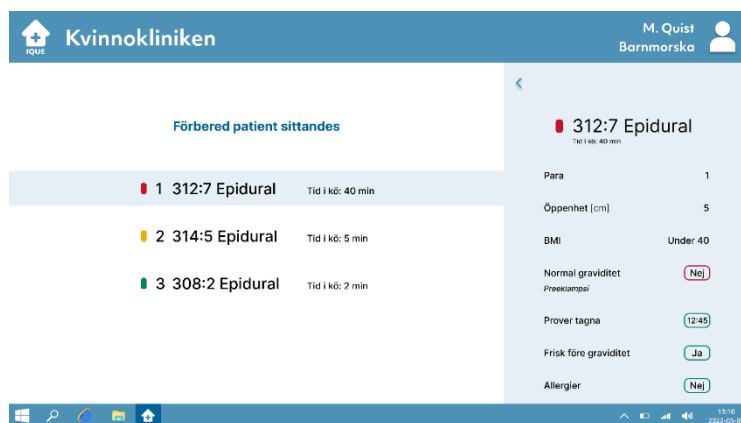 IQUE
Kvinnokliniken
M. Quist
Barnmorska
Förbered patient sittandes
1 312:7 Epidural Tid i kö: 40 min
2 314:5 Epidural Tid i kö: 5 min
3 308:2 Epidural Tid i kö: 2 min
312:7 Epidural
Tid i kö: 40 min
Para 1
Öppenhet [cm] 5
BMI Under 40
Normal graviditet Nej
Preeklampsi
Prover tagna 12:45
Frisk före graviditet Ja
Allergier Nej